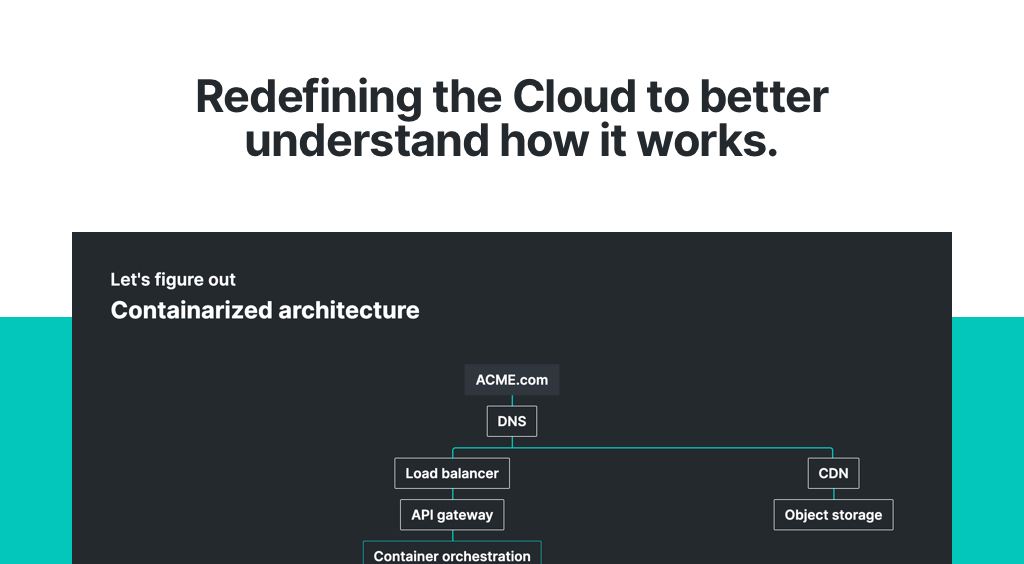 Redefining the Cloud to better
understand how it works.
Let's figure out
Containarized architecture
ACME.com
DNS
Load balancer
CDN
API gateway
Object storage
Container orchestration